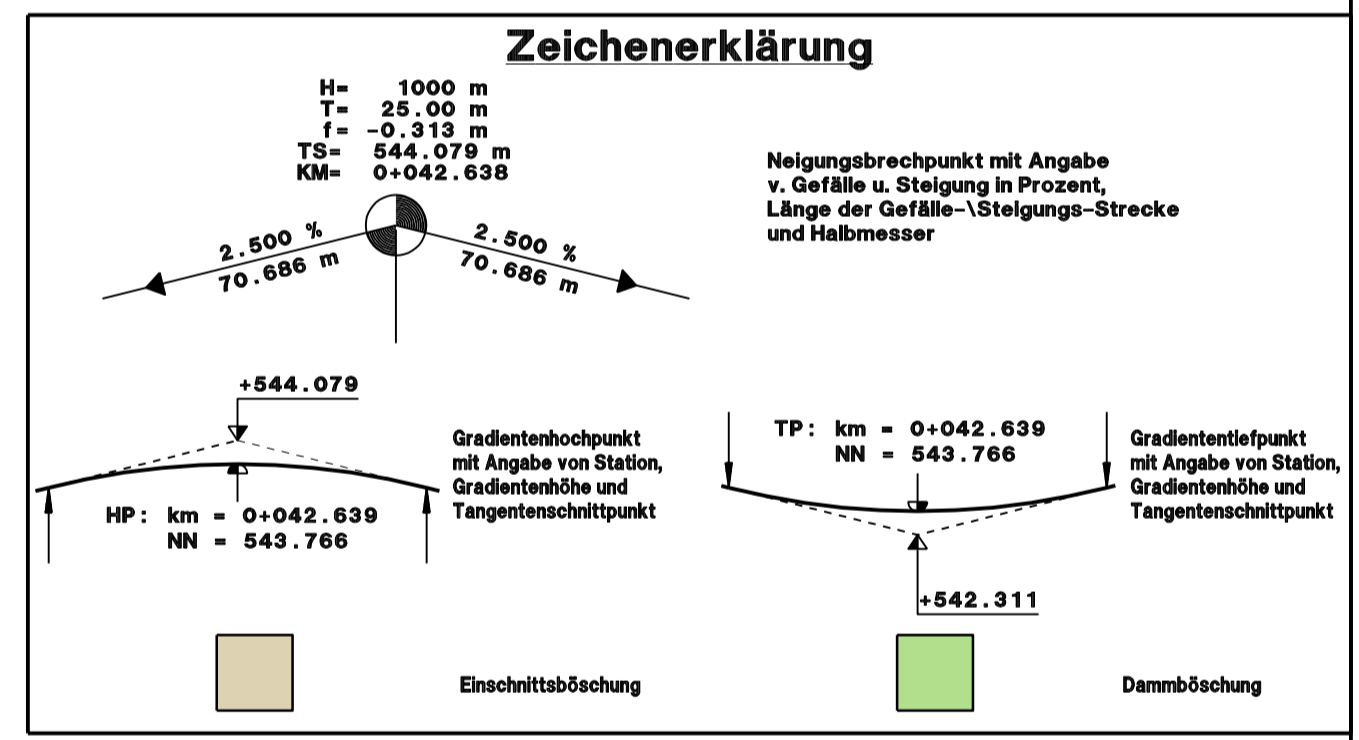 Zeichenerklärung
H= 1000 m
T= 25.00 m
f= -0.313 m
TS= 544.079 m
KM= 0+042.638
2.500 %
70.686 m
2.500 %
70.686 m
Neigungsbrechpunkt mit Angabe
v. Gefälle u. Steigung in Prozent,
Länge der Gefälle-\Steigungs-Strecke
und Halbmesser
+544.079
HP: km = 0+042.639
NN = 543.766
Gradientenhochpunkt
mit Angabe von Station,
Gradientenhöhe und
Tangentenschnittpunkt
TP: km = 0+042.639
NN = 543.766
+542.311
Gradiententiefpunkt
mit Angabe von Station,
Gradientenhöhe und
Tangentenschnittpunkt
Einschnittsböschung
Dammböschung